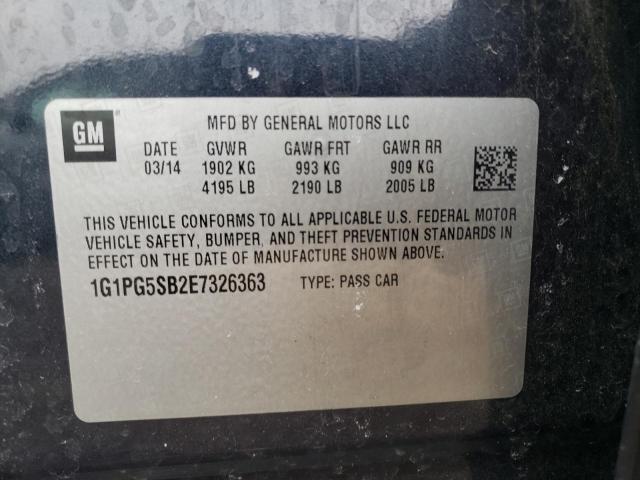 GM
MFD BY GENERAL MOTORS LLC
DATE GVWR GAWR FRT GAWR RR
03/14 1902 KG 993 KG 909 KG
4195 LB 2190 LB 2005 LB
THIS VEHICLE CONFORMS TO ALL APPLICABLE U.S. FEDERAL MOTOR
VEHICLE SAFETY, BUMPER, AND THEFT PREVENTION STANDARDS IN
EFFECT ON THE DATE OF MANUFACTURE SHOWN ABOVE.
1G1PG5SB2E7326363 TYPE: PASS CAR